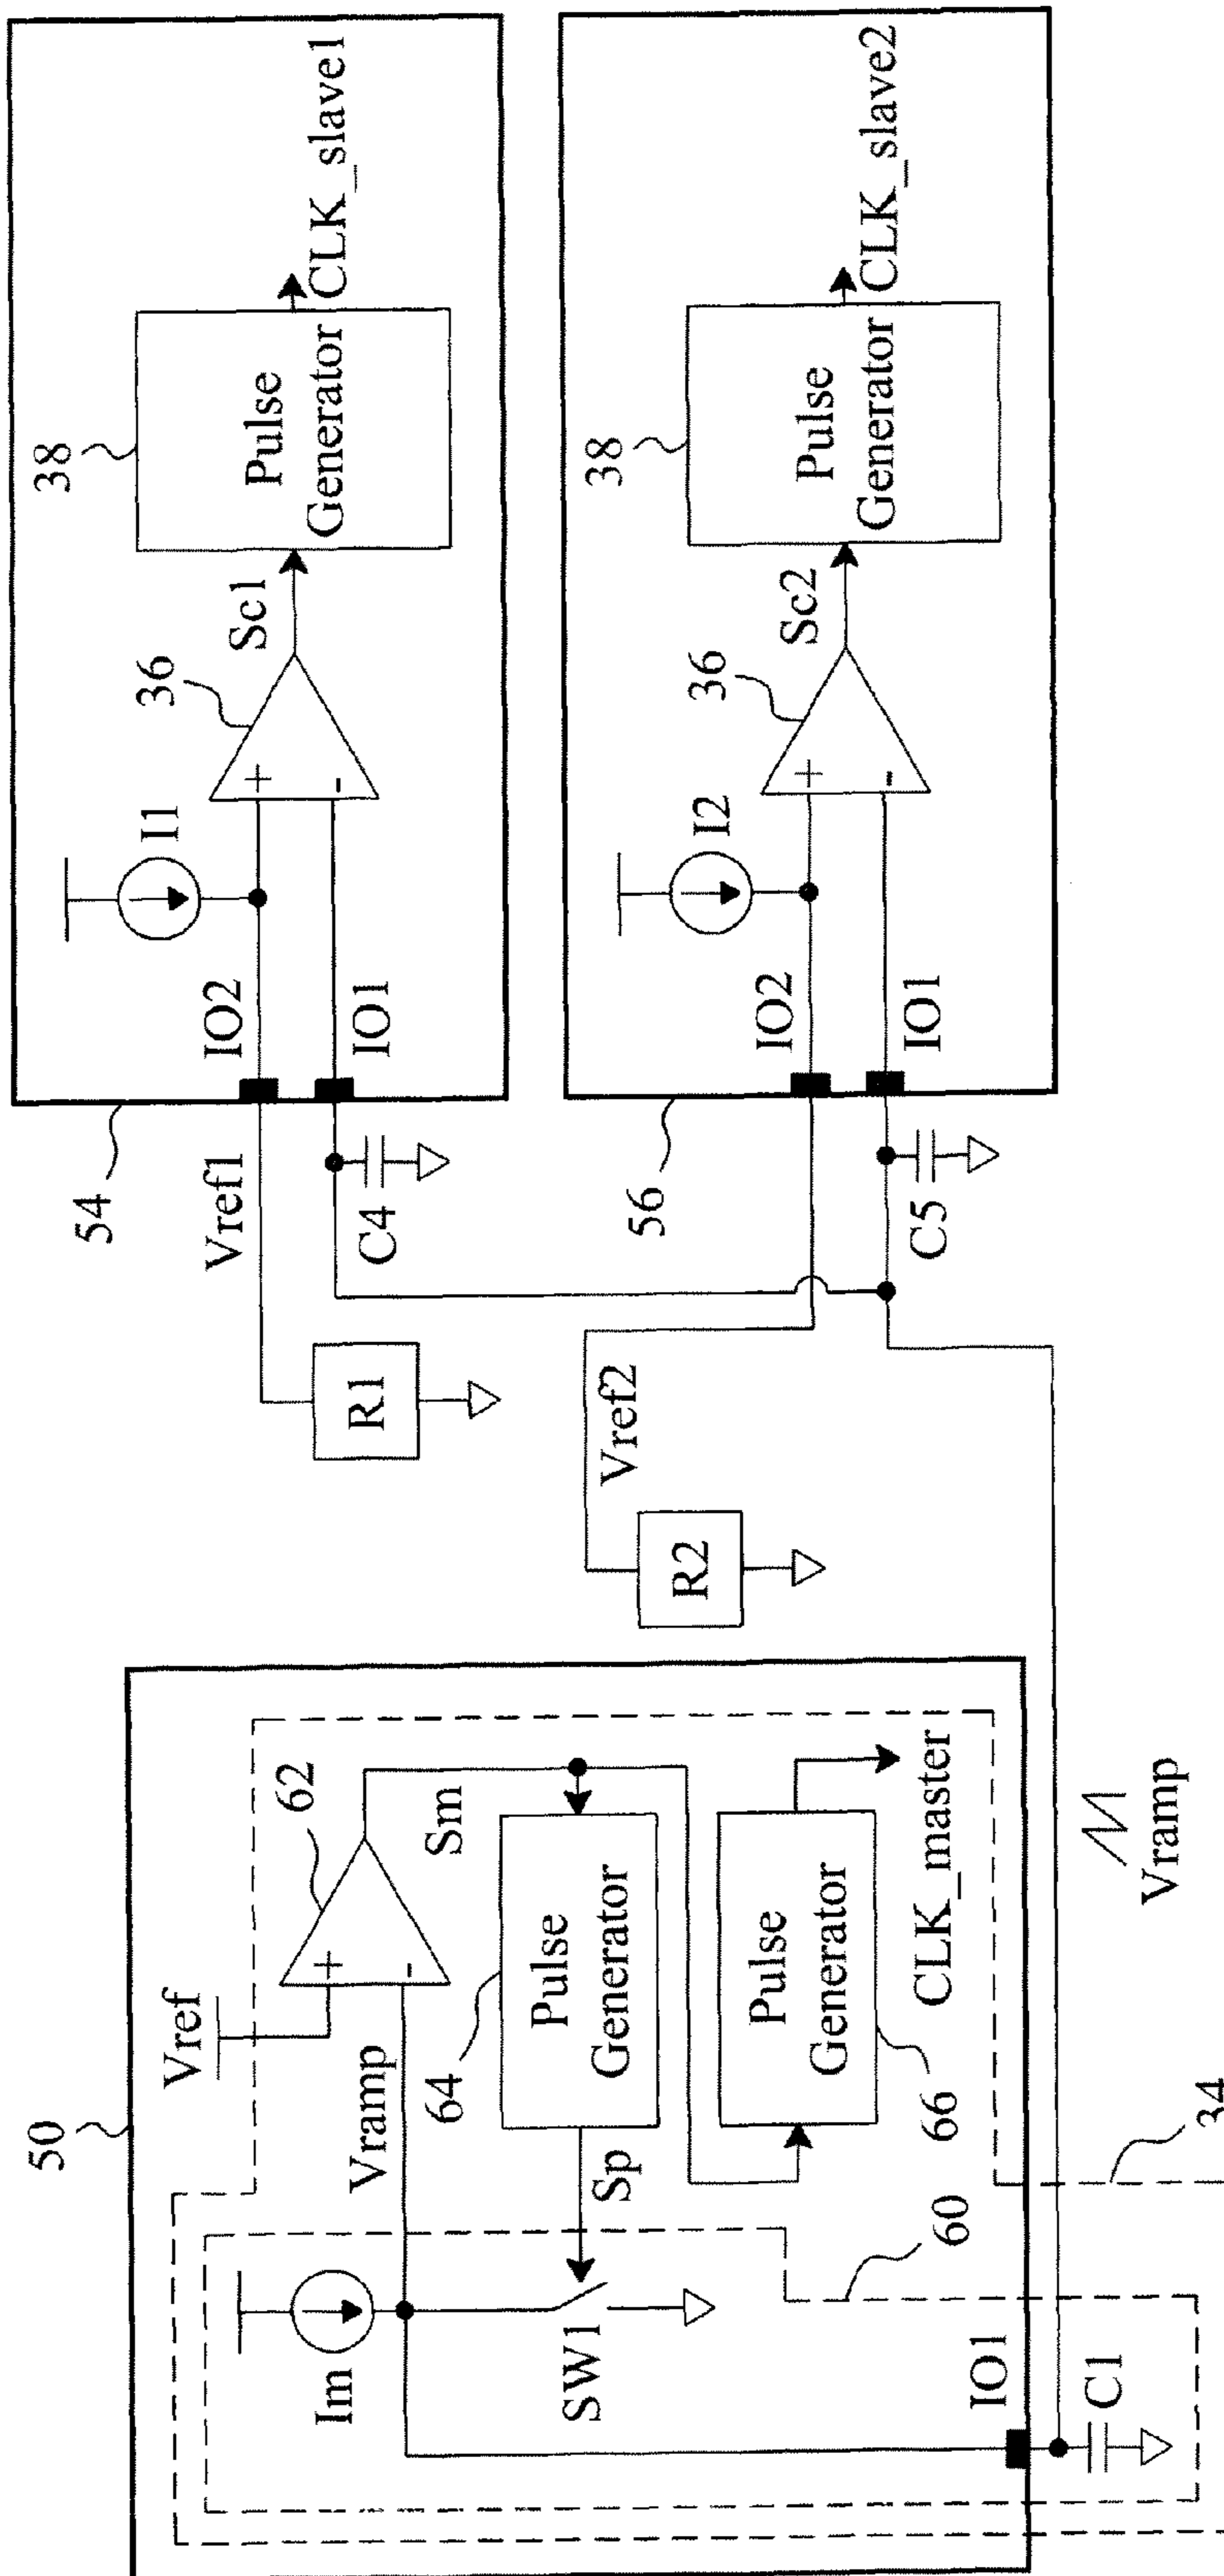 50
Vref
62
+
-
Vramp
Sm
Im
64
Pulse
Generator
Sp
SW1
Pulse
Generator
66
CLK_master
60
34
IO1
C1
Vramp
R1
Vref1
54
IO2
IO1
C4
I1
36
+
-
Sc1
38
Pulse
Generator
CLK_slave1
R2
Vref2
56
IO2
IO1
C5
I2
36
+
-
Sc2
38
Pulse
Generator
CLK_slave2